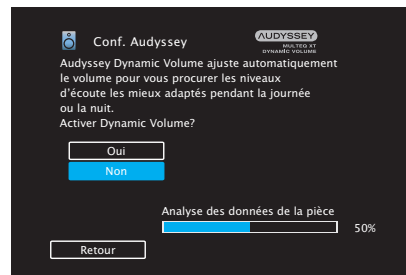 Conf. Audyssey
AUDYSSEY
MULTEQ XT
DYNAMIC VOLUME
Audyssey Dynamic Volume ajuste automatiquement
le volume pour vous procurer les niveaux
d'écoute les mieux adaptés pendant la journée
ou la nuit.
Activer Dynamic Volume?
Oui
Non
Analyse des données de la pièce
50%
Retour